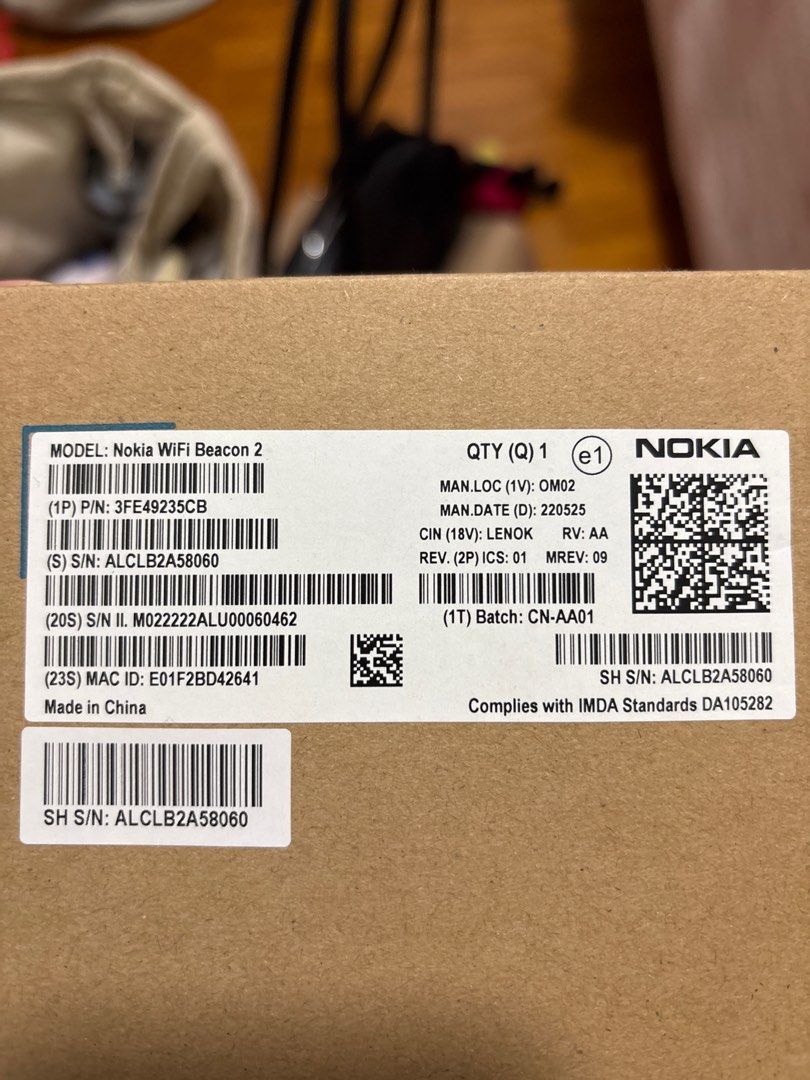 MODEL: Nokia WiFi Beacon 2
(1P) P/N: 3FE49235CB
(S) S/N: ALCLB2A58060
(20S) S/N II. M022222ALU00060462
(23S) MAC ID: E01F2BD42641
Made in China
QTY (Q) 1
e1
NOKIA
MAN.LOC (1V): OM02
MAN.DATE (D): 220525
CIN (18V): LENOK RV: AA
REV. (2P) ICS: 01 MREV: 09
(1T) Batch: CN-AA01
SH S/N: ALCLB2A58060
Complies with IMDA Standards DA105282
SH S/N: ALCLB2A58060